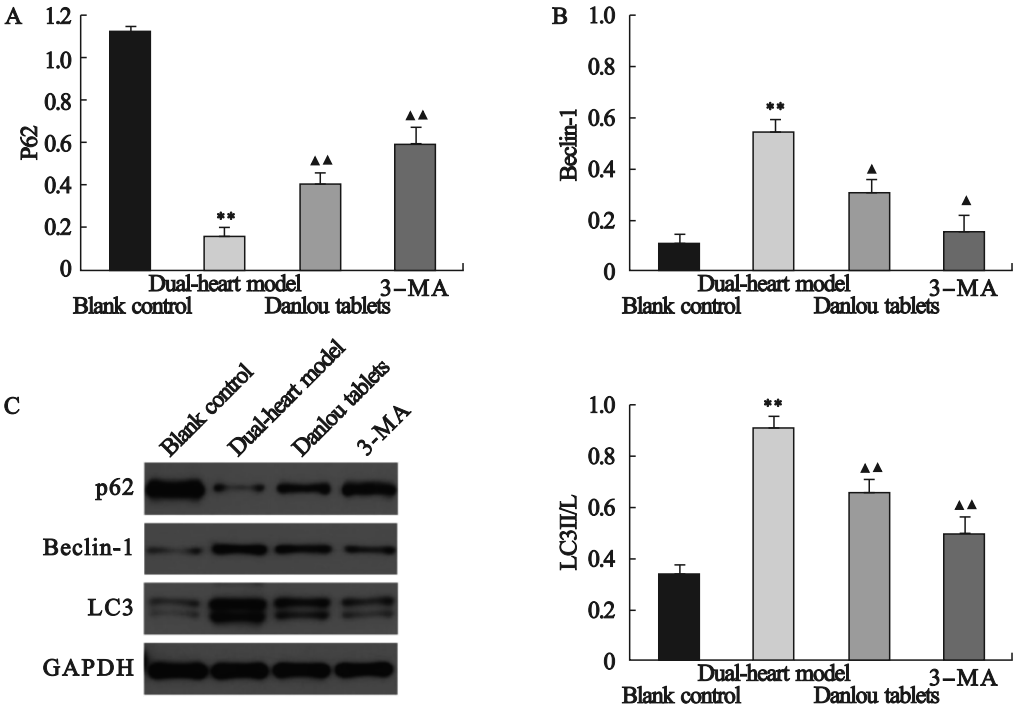 A
P62
1.2
1.0
0.8
0.6
0.4
0.2
0
**
▲▲
▲▲
Dual-heart model
3-MA
Blank control
Danlou tablets
B
Beclin-1
1.0
0.8
0.6
0.4
0.2
0
**
▲
▲
Dual-heart model
3-MA
Blank control
Danlou tablets
C
Blank control
Dual-heart model
Danlou tablets
3-MA
p62
Beclin-1
LC3
GAPDH
LC3II/L
1.0
0.8
0.6
0.4
0.2
0
**
▲▲
▲▲
Dual-heart model
3-MA
Blank control
Danlou tablets